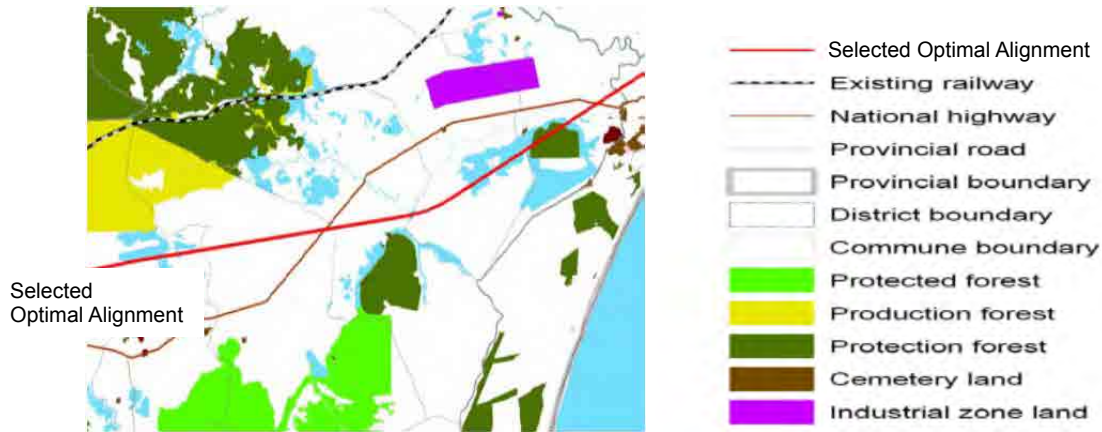 Selected
Optimal Alignment
Selected Optimal Alignment
Existing railway
National highway
Provincial road
Provincial boundary
District boundary
Commune boundary
Protected forest
Production forest
Protection forest
Cemetery land
Industrial zone land